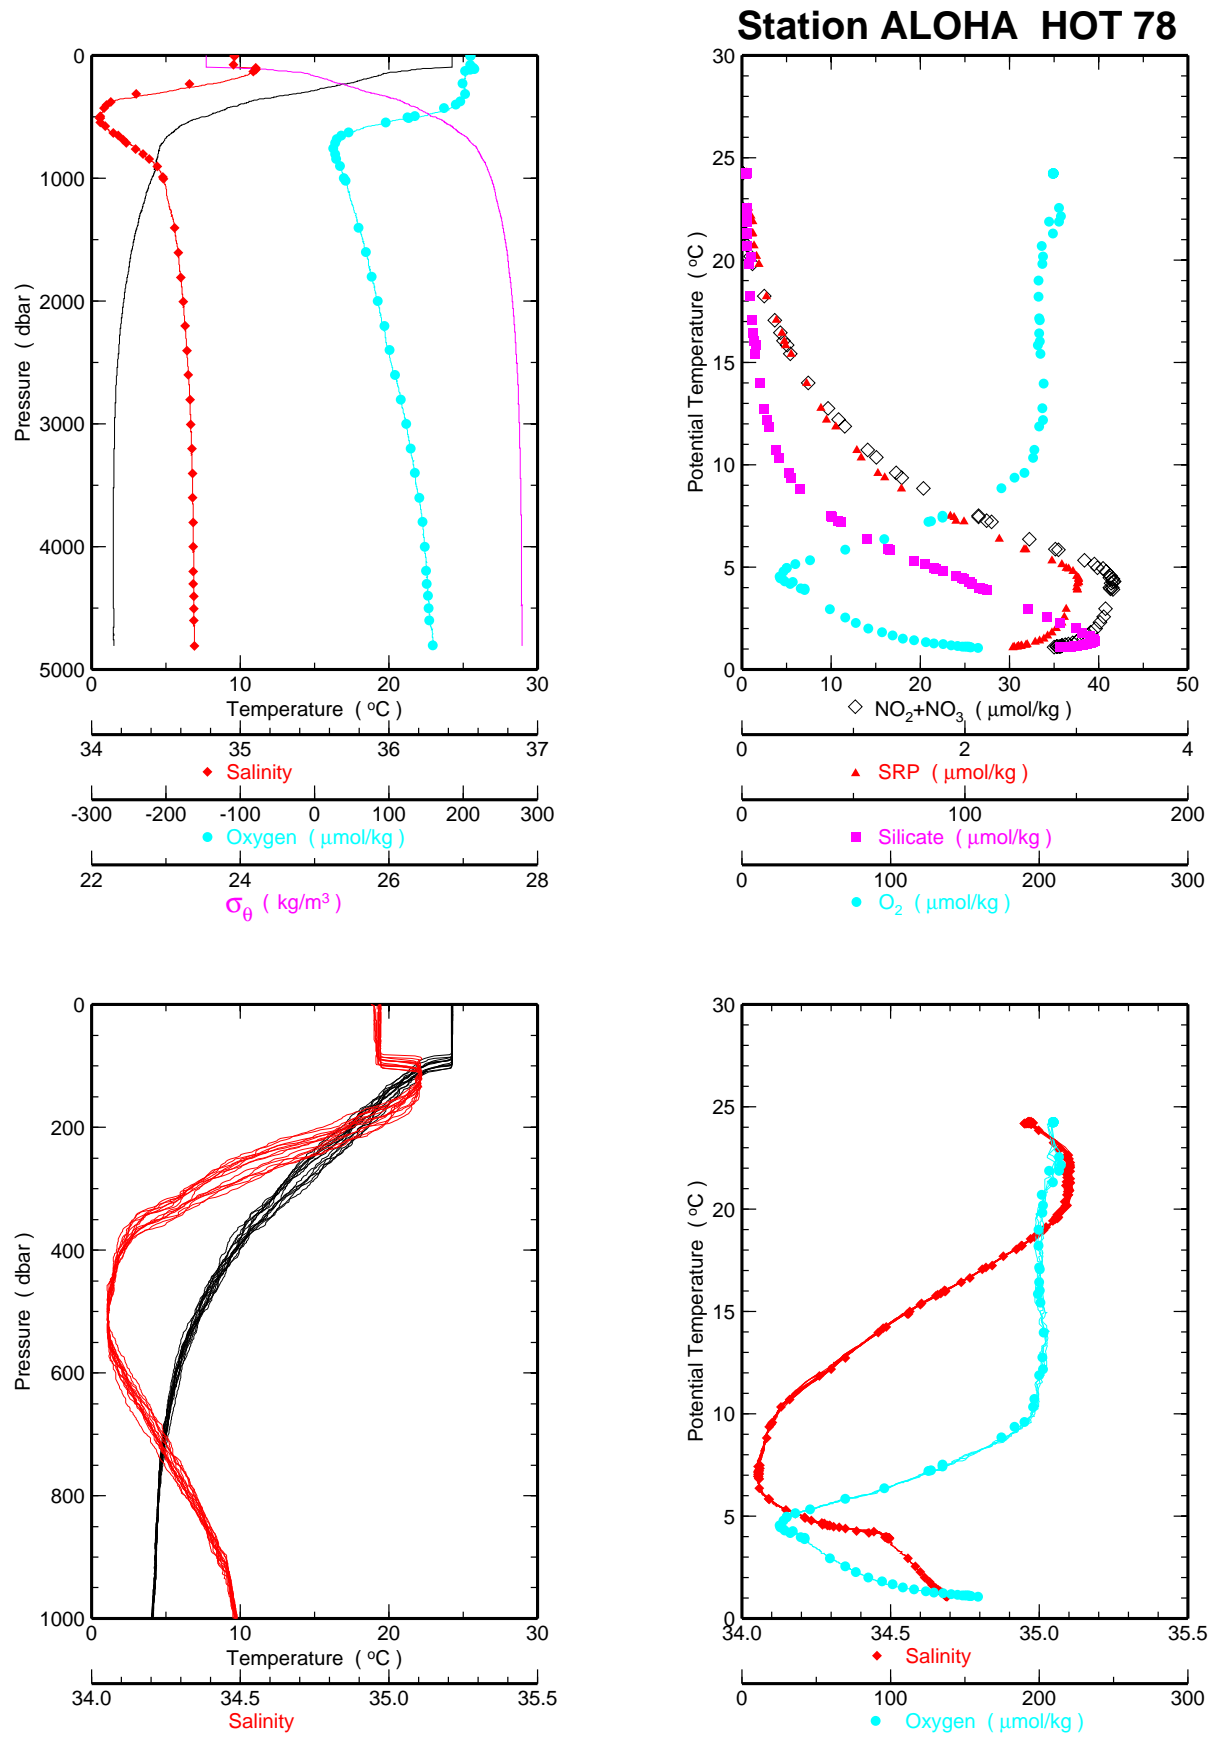 Station ALOHA  HOT 78
0
1000
2000
3000
4000
5000
Pressure ( dbar )
0 10 20 30
Temperature ( °C )
34 35 36 37
Salinity
-300 -200 -100 0 100 200 300
Oxygen ( μmol/kg )
22 23 24 25 26 27 28
σθ ( kg/m³ )
30
25
20
15
10
5
0
Potential Temperature ( °C )
0 10 20 30 40 50
NO₂+NO₃ ( μmol/kg )
0 2 4
SRP ( μmol/kg )
0 100 200
Silicate ( μmol/kg )
0 100 200 300
O₂ ( μmol/kg )
0
200
400
600
800
1000
Pressure ( dbar )
0 10 20 30
Temperature ( °C )
34.0 34.5 35.0 35.5
Salinity
30
25
20
15
10
5
0
Potential Temperature ( °C )
34.0 34.5 35.0 35.5
Salinity
0 100 200 300
Oxygen ( μmol/kg )